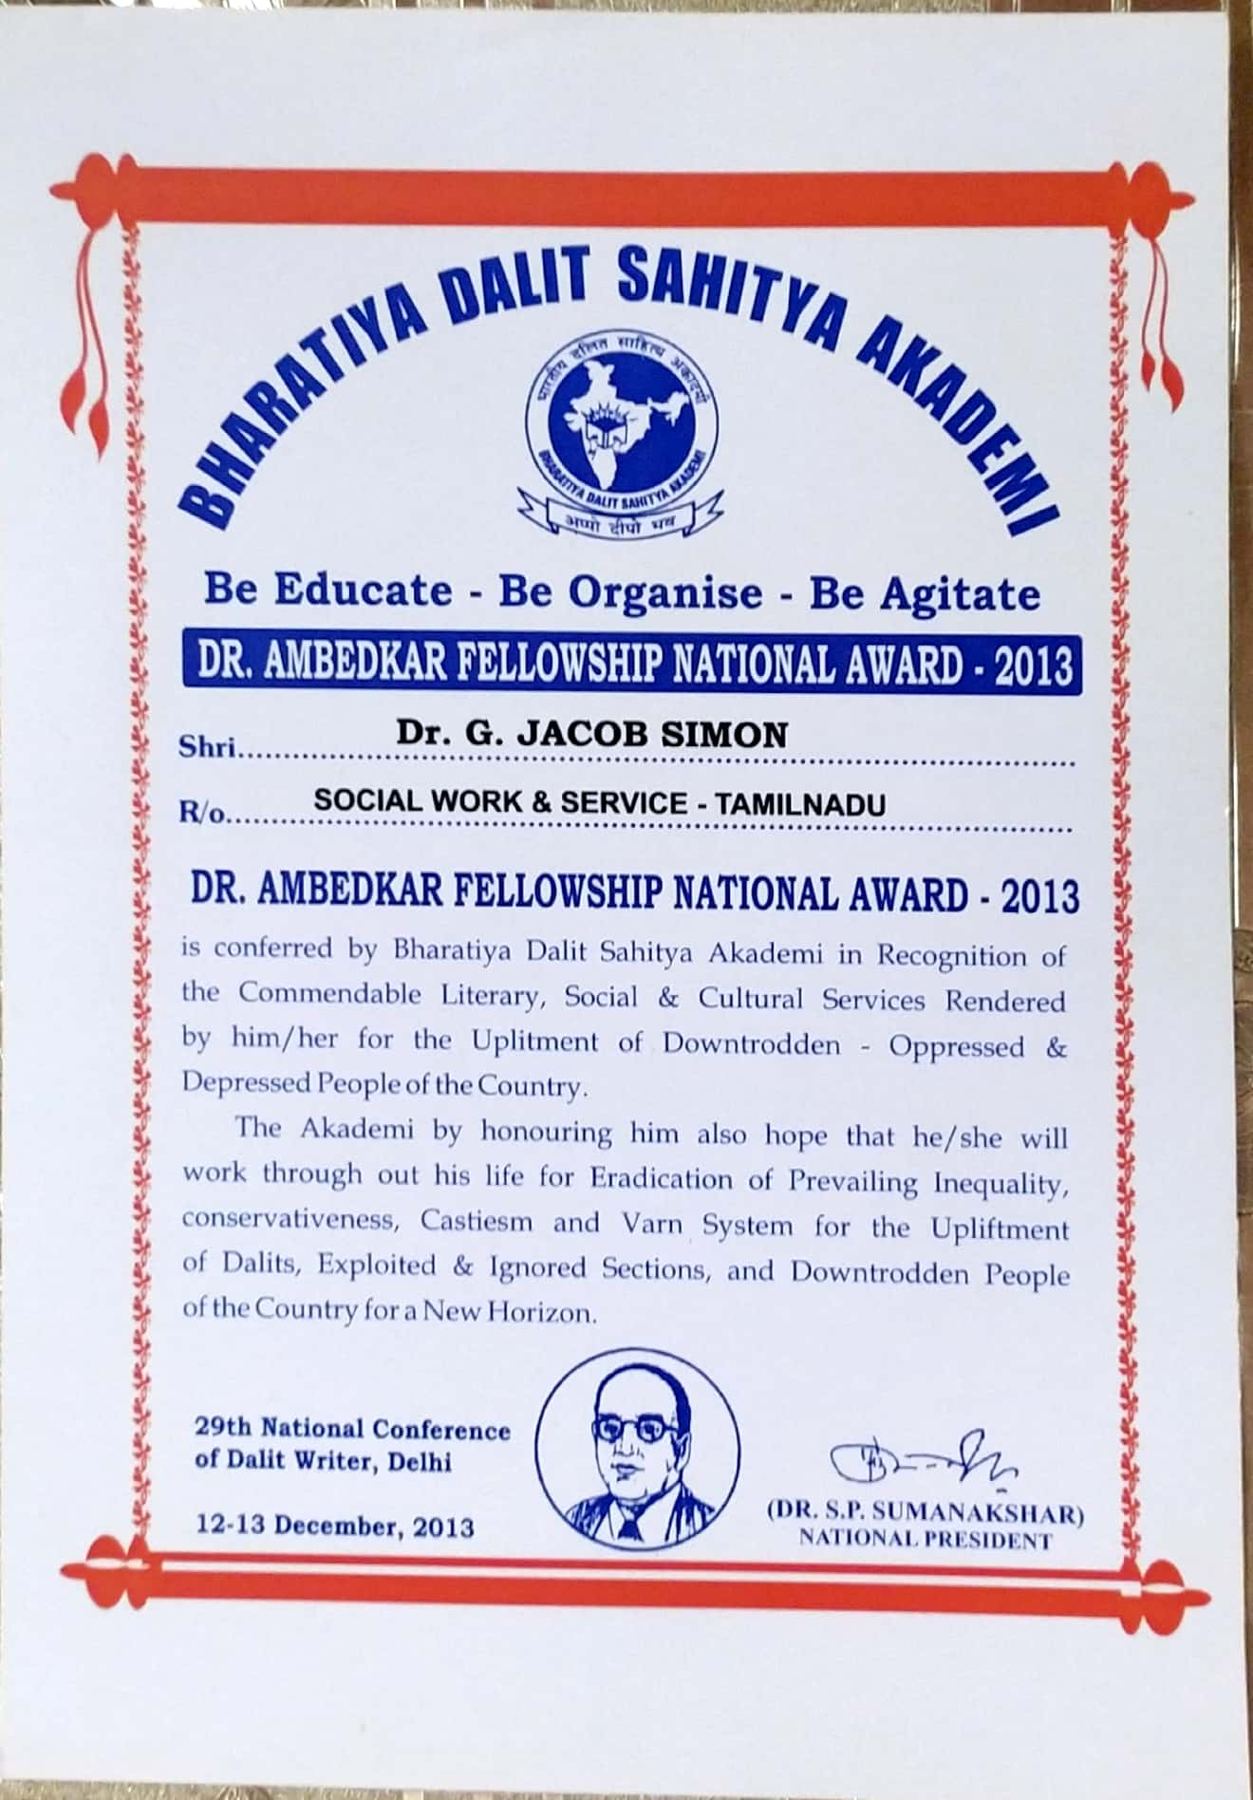 BHARATIYA DALIT SAHITYA AKADEMI
भारतीय दलित साहित्य अकादमी
BHARATIYA DALIT SAHITYA AKADEMI
अप्पो दीपो भव
Be Educate - Be Organise - Be Agitate
DR. AMBEDKAR FELLOWSHIP NATIONAL AWARD - 2013
Shri.......... Dr. G. JACOB SIMON
R/o.......... SOCIAL WORK & SERVICE - TAMILNADU
DR. AMBEDKAR FELLOWSHIP NATIONAL AWARD - 2013
is conferred by Bharatiya Dalit Sahitya Akademi in Recognition of
the Commendable Literary, Social & Cultural Services Rendered
by him/her for the Uplitment of Downtrodden - Oppressed &
Depressed People of the Country.
The Akademi by honouring him also hope that he/she will
work through out his life for Eradication of Prevailing Inequality,
conservativeness, Castiesm and Varn System for the Upliftment
of Dalits, Exploited & Ignored Sections, and Downtrodden People
of the Country for a New Horizon.
29th National Conference
of Dalit Writer, Delhi
12-13 December, 2013
(DR. S.P. SUMANAKSHAR)
NATIONAL PRESIDENT